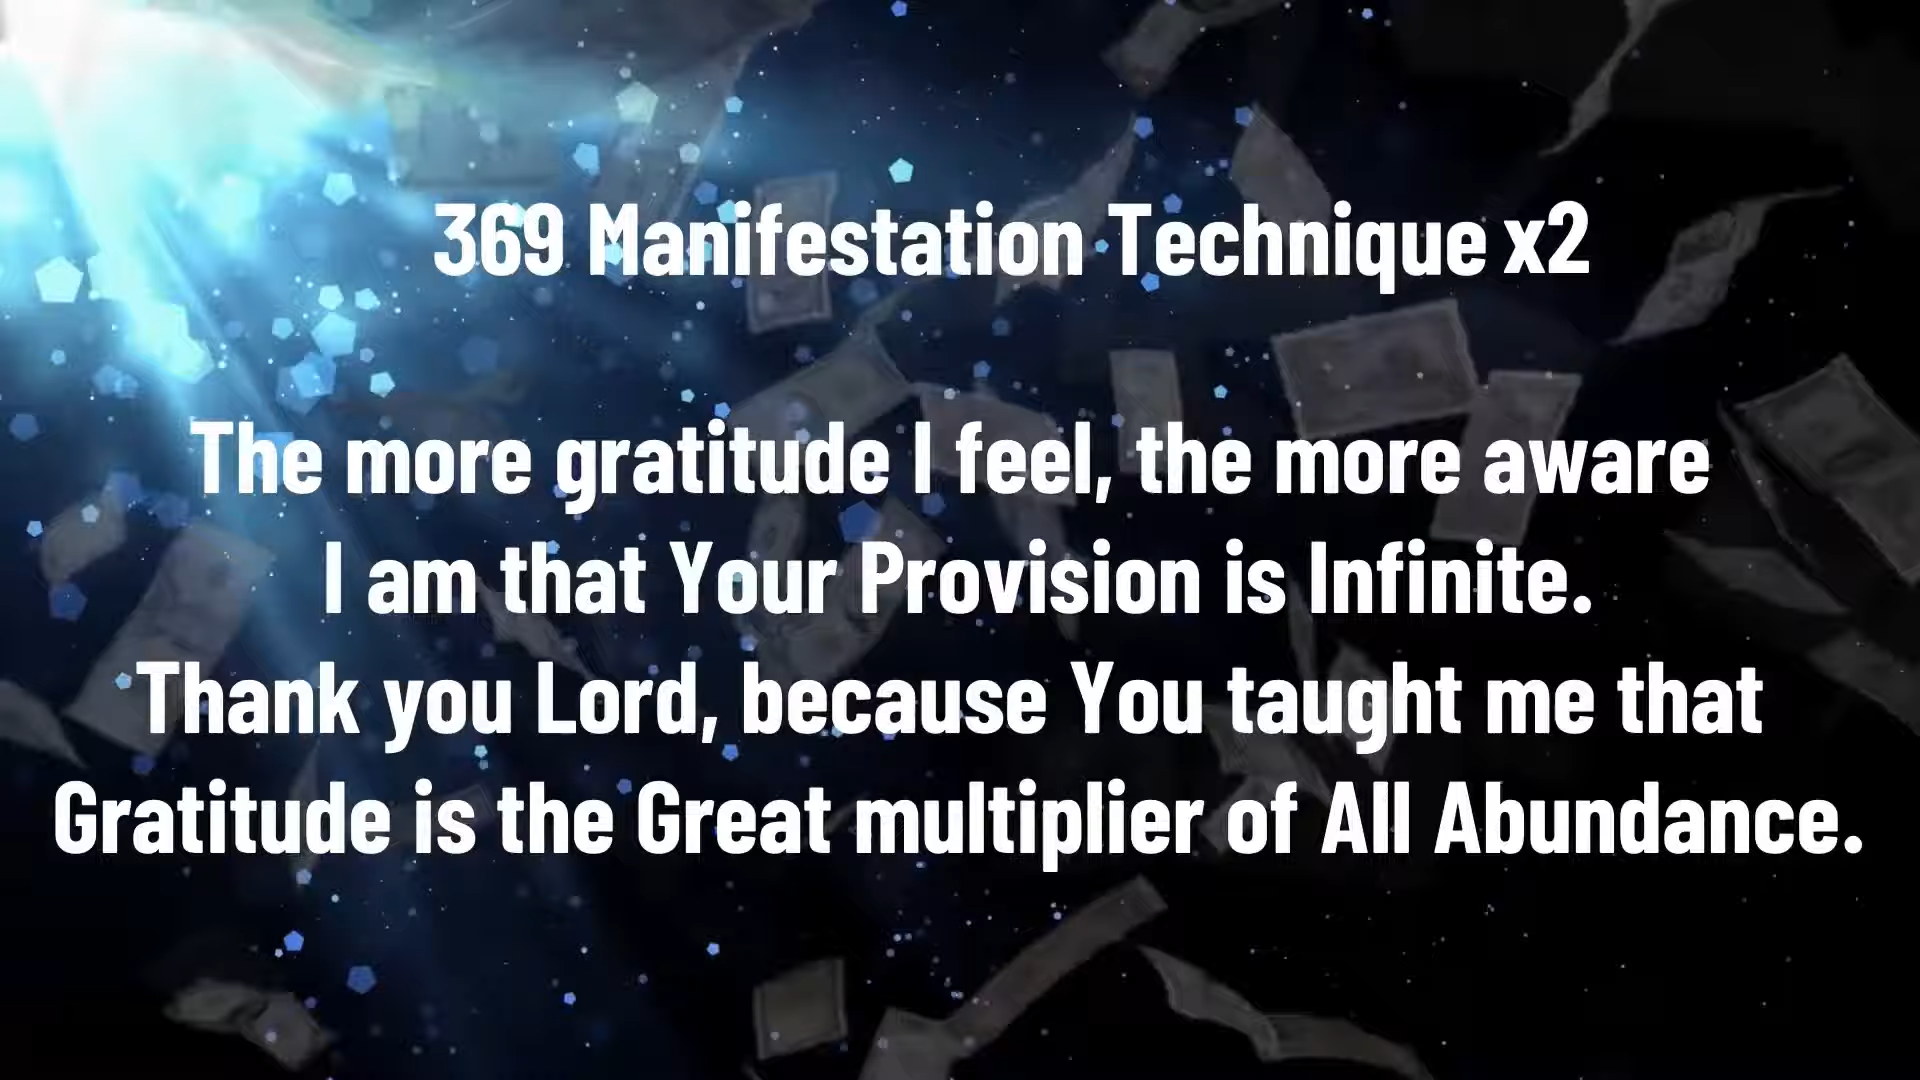 369 Manifestation Technique x2
The more gratitude I feel, the more aware
I am that Your Provision is Infinite.
Thank you Lord, because You taught me that
Gratitude is the Great multiplier of All Abundance.